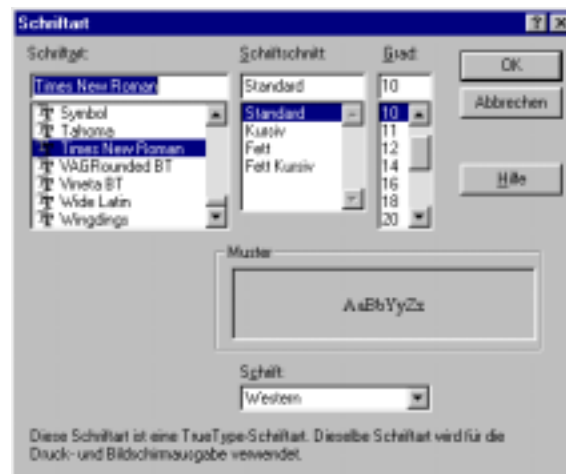 Schriftart
Schriftart: Schriftschnitt: Grad:
Times New Roman Standard 10 OK
Symbol Standard 10 Abbrechen
Tahoma Kursiv 11
Times New Roman Fett 12
VAGRounded BT Fett Kursiv 14
Vineta BT 16 Hilfe
Wide Latin 18
Wingdings 20
Muster
AaBbYyZz
Schrift:
Western
Diese Schriftart ist eine TrueType-Schriftart. Dieselbe Schriftart wird für die
Druck- und Bildschirmausgabe verwendet.